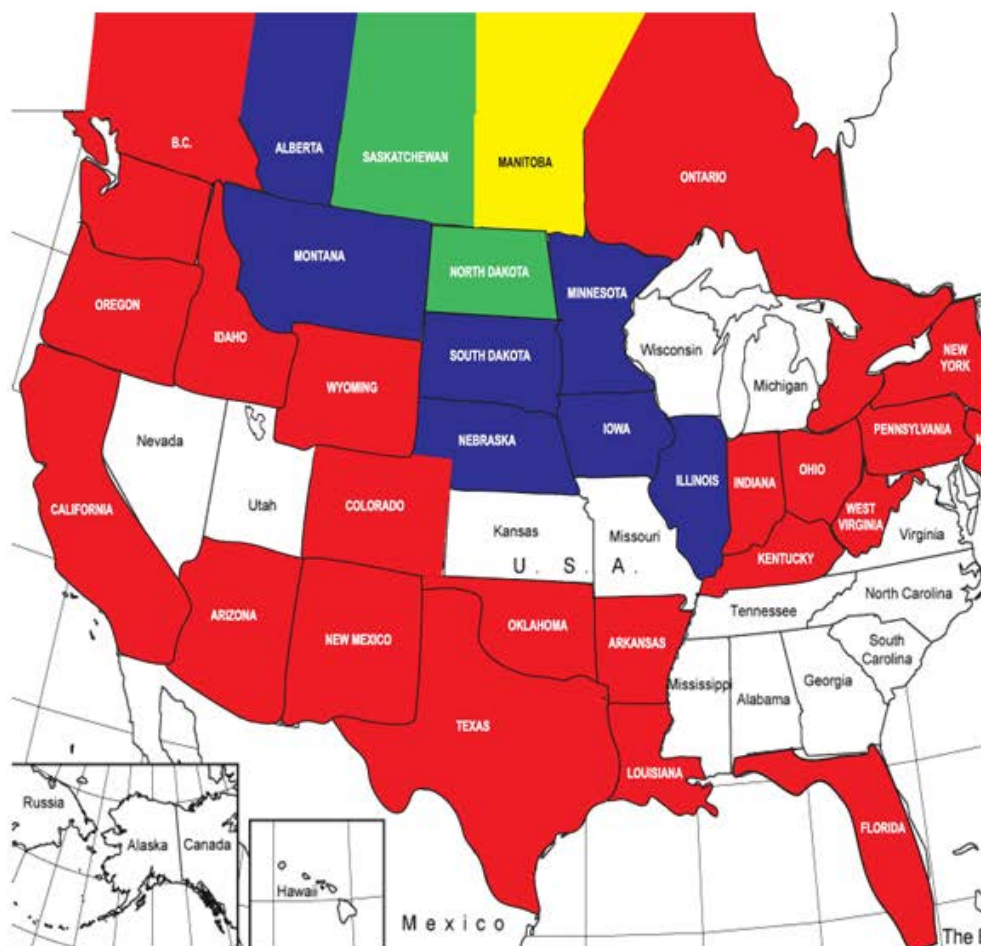 B.C.
ALBERTA
SASKATCHEWAN
MANITOBA
ONTARIO
MONTANA
NORTH DAKOTA
MINNESOTA
OREGON
IDAHO
SOUTH DAKOTA
Wisconsin
NEW
YORK
WYOMING
Michigan
Nevada
NEBRASKA
IOWA
PENNSYLVANIA
N
CALIFORNIA
Utah
COLORADO
ILLINOIS
INDIANA
OHIO
WEST
VIRGINIA
Kansas
Missouri
Virginia
U. S. A.
KENTUCKY
ARIZONA
NEW MEXICO
OKLAHOMA
ARKANSAS
Tennessee
North Carolina
South
Carolina
Mississippi
Alabama
Georgia
TEXAS
LOUISIANA
FLORIDA
Russia
Alaska
Canada
Hawaii
Mexico
The